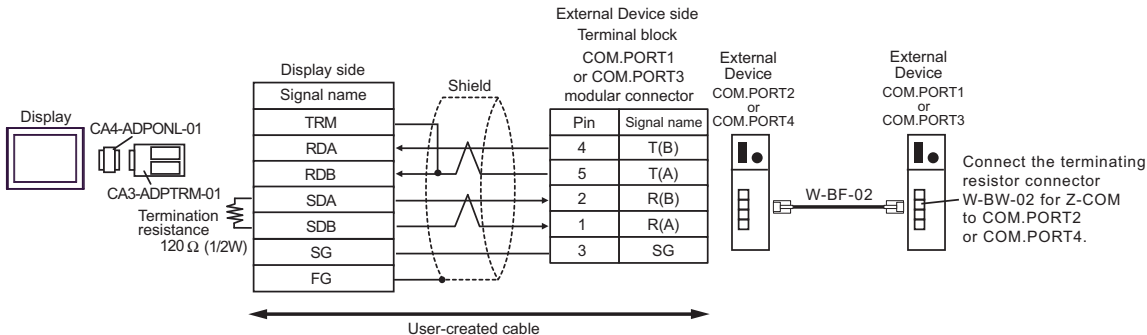 External Device side
Terminal block
COM.PORT1
or COM.PORT3
modular connector
Display side
Shield
External
Device
COM.PORT2
or
COM.PORT4
External
Device
COM.PORT1
or
COM.PORT3
Display
CA4-ADPONL-01
CA3-ADPTRM-01
Signal name
TRM
RDA
RDB
SDA
SDB
SG
FG
Termination
resistance
120 Ω (1/2W)
Pin Signal name
4 T(B)
5 T(A)
2 R(B)
1 R(A)
3 SG
W-BF-02
Connect the terminating
resistor connector
W-BW-02 for Z-COM
to COM.PORT2
or COM.PORT4.
User-created cable